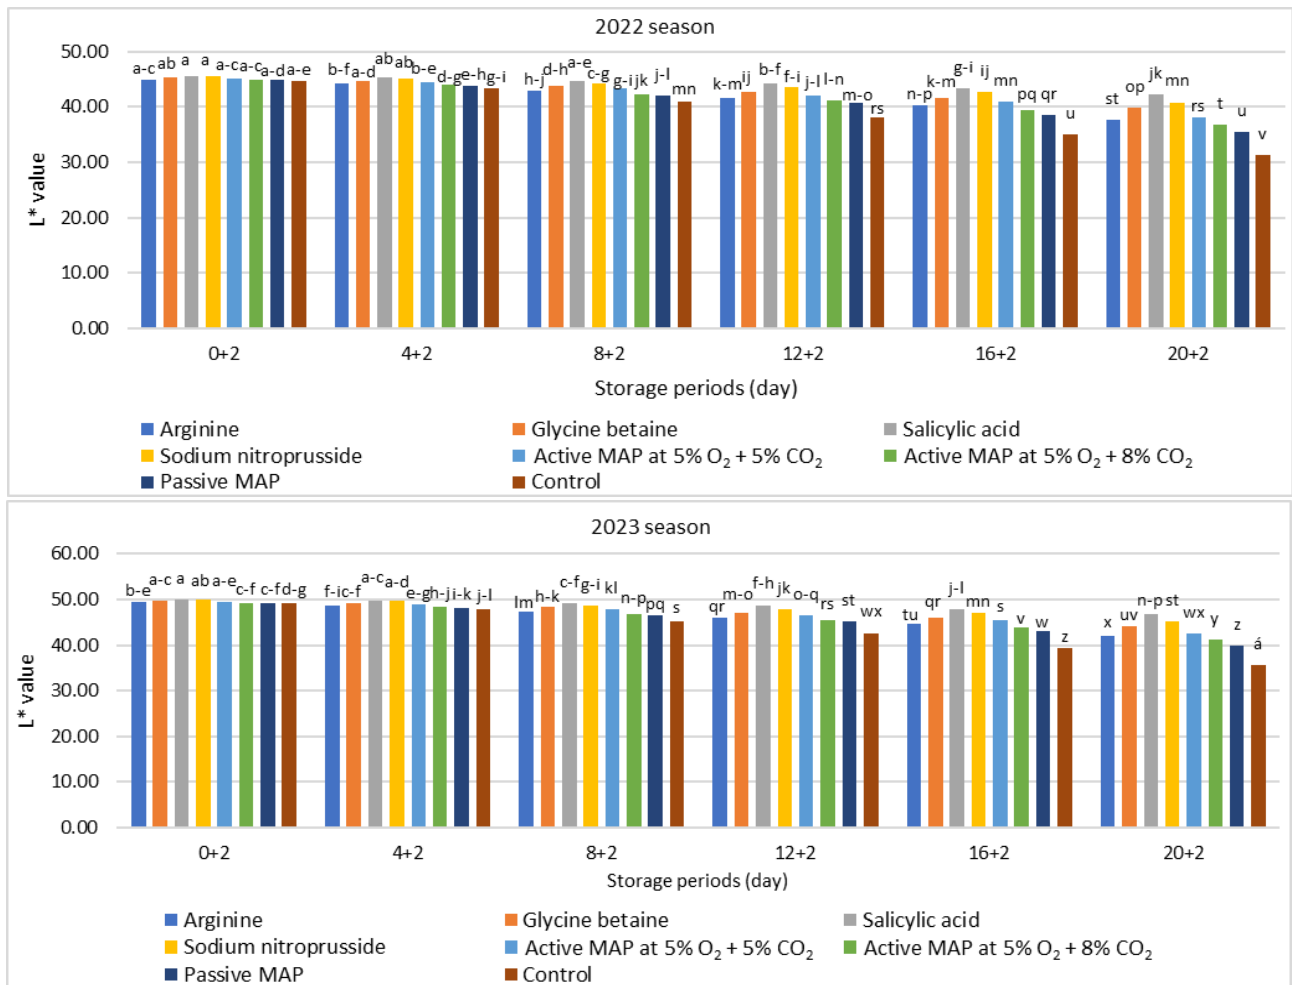 2022 season
50.00
40.00
30.00
20.00
10.00
0.00
L* value
a-c ab a a a-c a-c a-d a-e
b-f a-d ab ab b-e d-g e-h g-i
h-j d-h a-e c-g g-i jk j-l mn
k-m ij b-f f-i j-l l-n m-o rs
n-p k-m g-i ij mn pq qr u
st op jk mn rs t u v
0+2 4+2 8+2 12+2 16+2 20+2
Storage periods (day)
Arginine Glycine betaine Salicylic acid
Sodium nitroprusside Active MAP at 5% O₂ + 5% CO₂ Active MAP at 5% O₂ + 8% CO₂
Passive MAP Control
2023 season
60.00
50.00
40.00
30.00
20.00
10.00
0.00
L* value
b-e a-c a ab a-e c-f c-f d-g
f-i c-f a-c a-d e-g h-j i-k j-l
lm h-k c-f g-i kl n-p pq s
qr m-o f-h jk o-q rs st wx
tu qr j-l mn s v w z
x uv n-p st wx y z á
0+2 4+2 8+2 12+2 16+2 20+2
Storage periods (day)
Arginine Glycine betaine Salicylic acid
Sodium nitroprusside Active MAP at 5% O₂ + 5% CO₂ Active MAP at 5% O₂ + 8% CO₂
Passive MAP Control